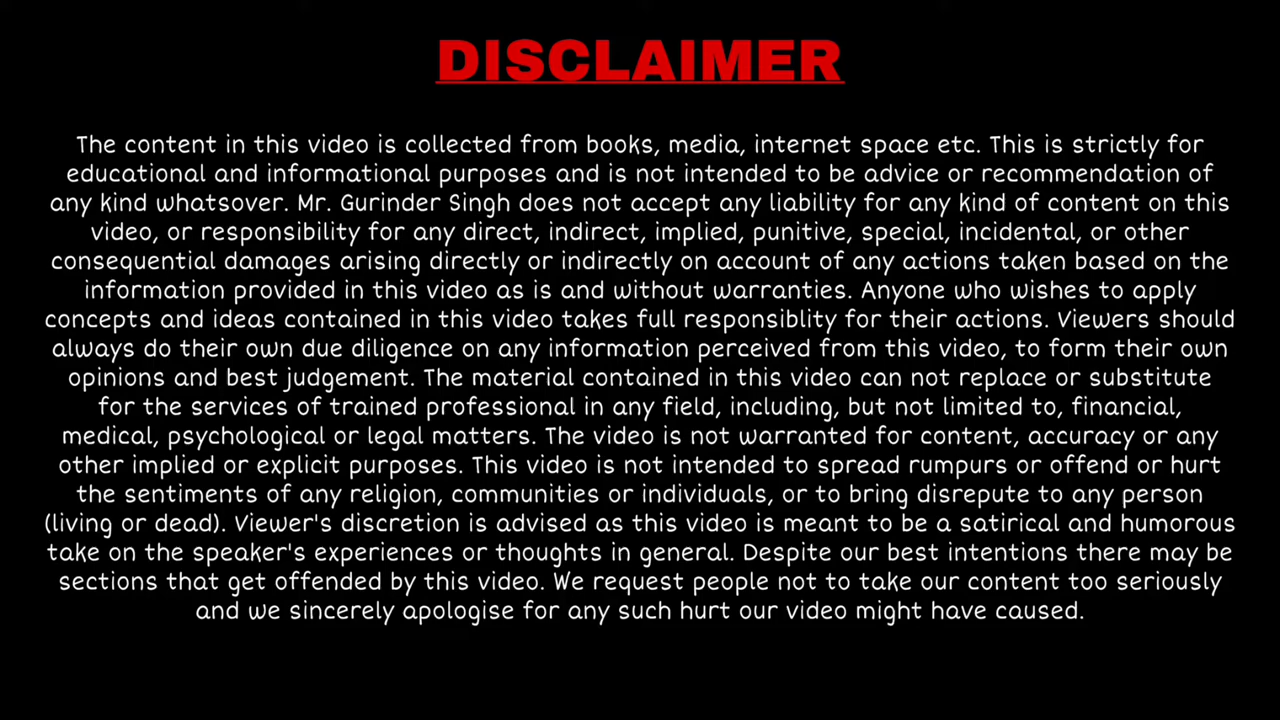 DISCLAIMER
The content in this video is collected from books, media, internet space etc. This is strictly for
educational and informational purposes and is not intended to be advice or recommendation of
any kind whatsover. Mr. Gurinder Singh does not accept any liability for any kind of content on this
video, or responsibility for any direct, indirect, implied, punitive, special, incidental, or other
consequential damages arising directly or indirectly on account of any actions taken based on the
information provided in this video as is and without warranties. Anyone who wishes to apply
concepts and ideas contained in this video takes full responsiblity for their actions. Viewers should
always do their own due diligence on any information perceived from this video, to form their own
opinions and best judgement. The material contained in this video can not replace or substitute
for the services of trained professional in any field, including, but not limited to, financial,
medical, psychological or legal matters. The video is not warranted for content, accuracy or any
other implied or explicit purposes. This video is not intended to spread rumpurs or offend or hurt
the sentiments of any religion, communities or individuals, or to bring disrepute to any person
(living or dead). Viewer's discretion is advised as this video is meant to be a satirical and humorous
take on the speaker's experiences or thoughts in general. Despite our best intentions there may be
sections that get offended by this video. We request people not to take our content too seriously
and we sincerely apologise for any such hurt our video might have caused.